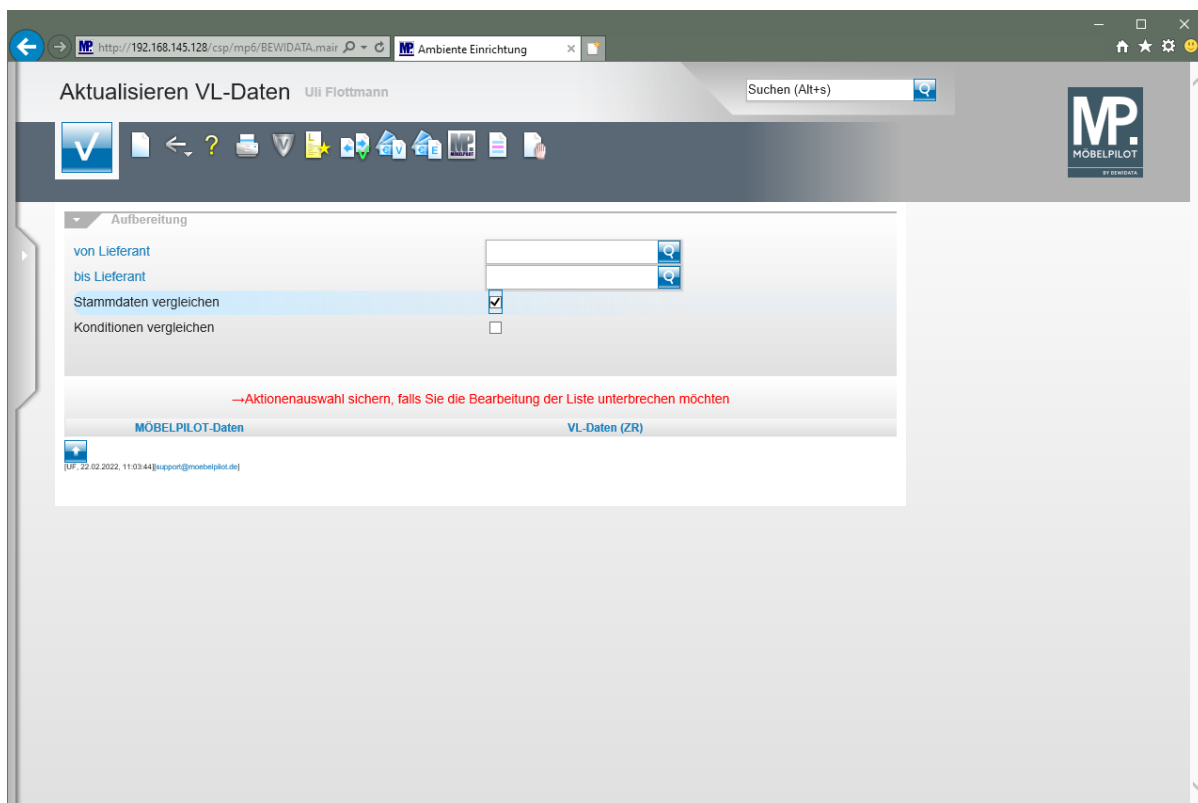 http://192.168.145.128/csp/mp6/BEWIDATA.mair
MP. Ambiente Einrichtung
Aktualisieren VL-Daten Uli Flottmann
Suchen (Alt+s)
MP.
MÖBELPILOT
BY BEWIDATA
Aufbereitung
von Lieferant
bis Lieferant
Stammdaten vergleichen
Konditionen vergleichen
→Aktionenauswahl sichern, falls Sie die Bearbeitung der Liste unterbrechen möchten
MÖBELPILOT-Daten VL-Daten (ZR)
[UF, 22.02.2022, 11:03:44][support@moebelpilot.de]